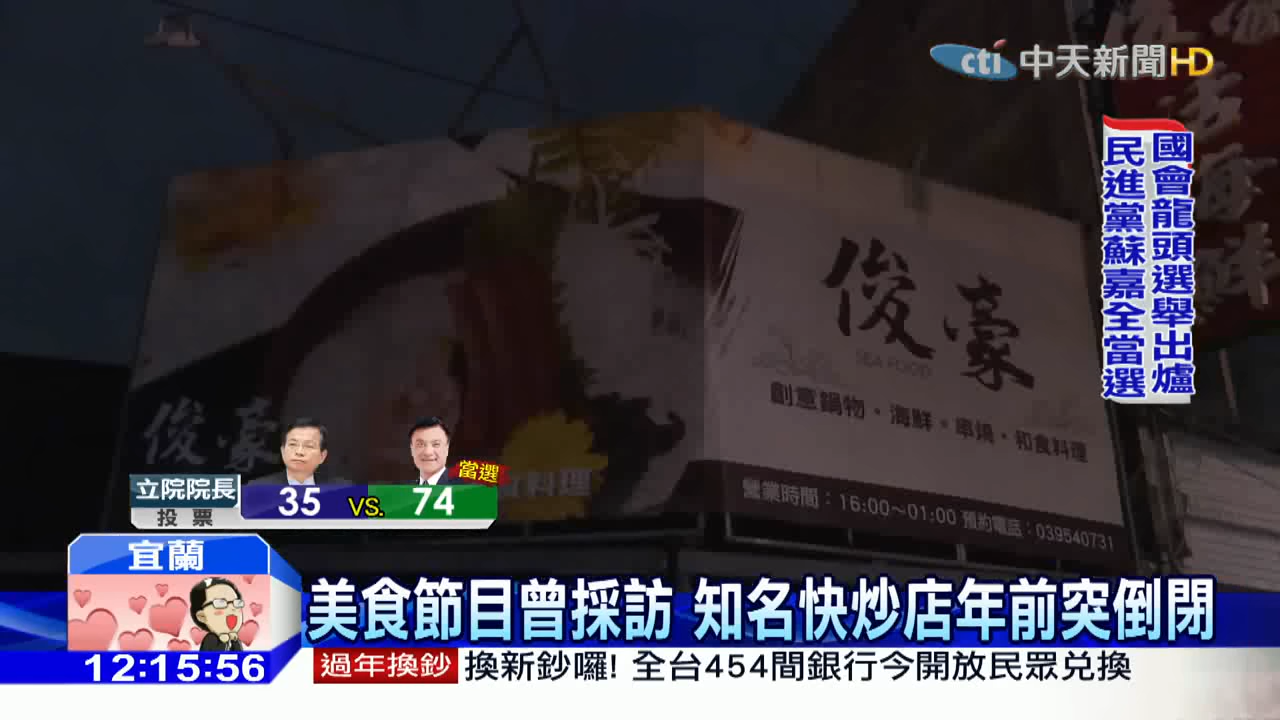 cti 中天新聞HD
國會龍頭選舉出爐
民進黨蘇嘉全當選
俊豪
SEA FOOD
創意鍋物。海鮮。串燒。和食料理
營業時間:16:00~01:00 預約電話:039540731
俊豪
料理
當選
立院院長
投票
35 VS. 74
宜蘭
美食節目曾採訪 知名快炒店年前突倒閉
12:15:56
過年換鈔 換新鈔囉! 全台454間銀行今開放民眾兌換